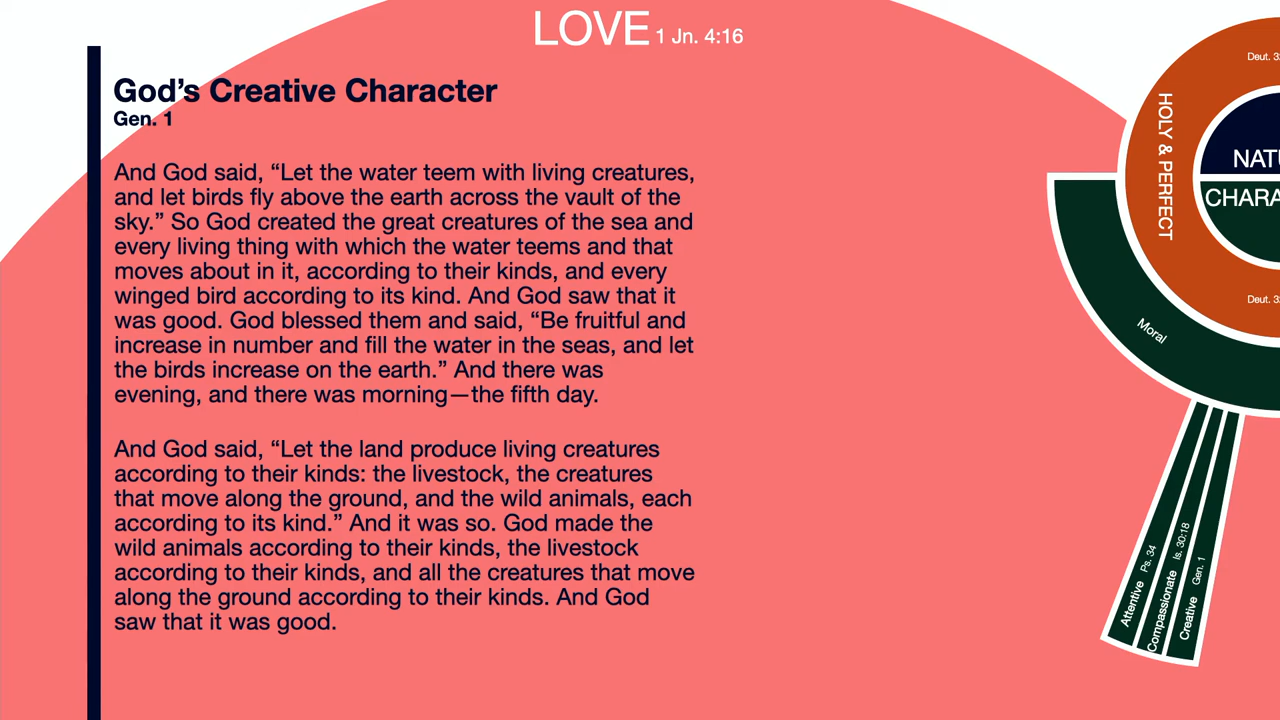 LOVE 1 Jn. 4:16
God’s Creative Character
Gen. 1
And God said, “Let the water teem with living creatures,
and let birds fly above the earth across the vault of the
sky.” So God created the great creatures of the sea and
every living thing with which the water teems and that
moves about in it, according to their kinds, and every
winged bird according to its kind. And God saw that it
was good. God blessed them and said, “Be fruitful and
increase in number and fill the water in the seas, and let
the birds increase on the earth.” And there was
evening, and there was morning—the fifth day.
And God said, “Let the land produce living creatures
according to their kinds: the livestock, the creatures
that move along the ground, and the wild animals, each
according to its kind.” And it was so. God made the
wild animals according to their kinds, the livestock
according to their kinds, and all the creatures that move
along the ground according to their kinds. And God
saw that it was good.
Deut. 3
HOLY & PERFECT
NATU
CHARA
Deut. 3
Moral
Attentive Ps. 34
Compassionate Is. 30:18
Creative Gen. 1